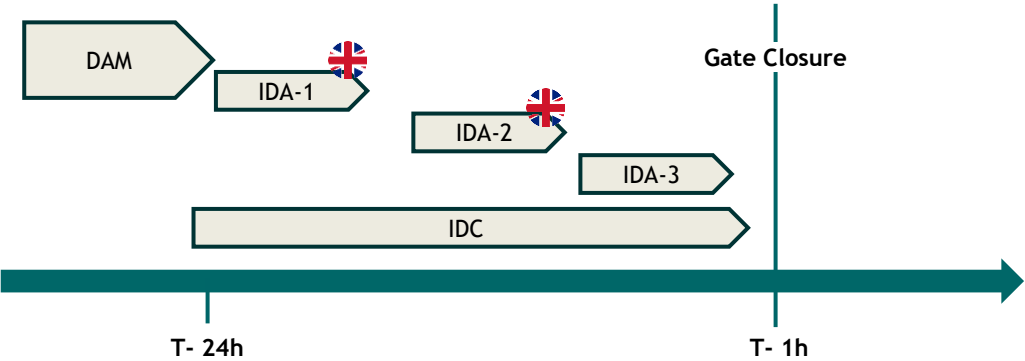 DAM
Gate Closure
IDA-1
IDA-2
IDA-3
IDC
T- 24h
T- 1h